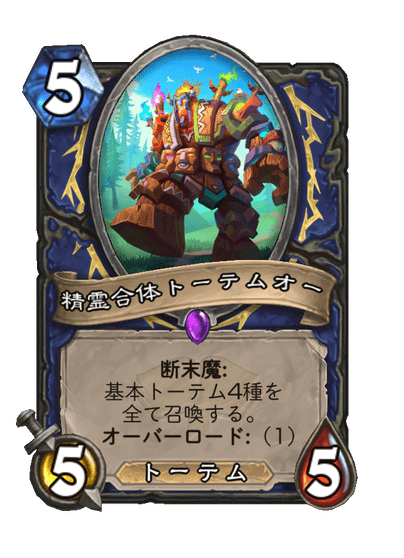 5
精霊合体トーテムオー
断末魔:
基本トーテム4種を
全て召喚する。
オーバーロード:（1）
5
トーテム
5